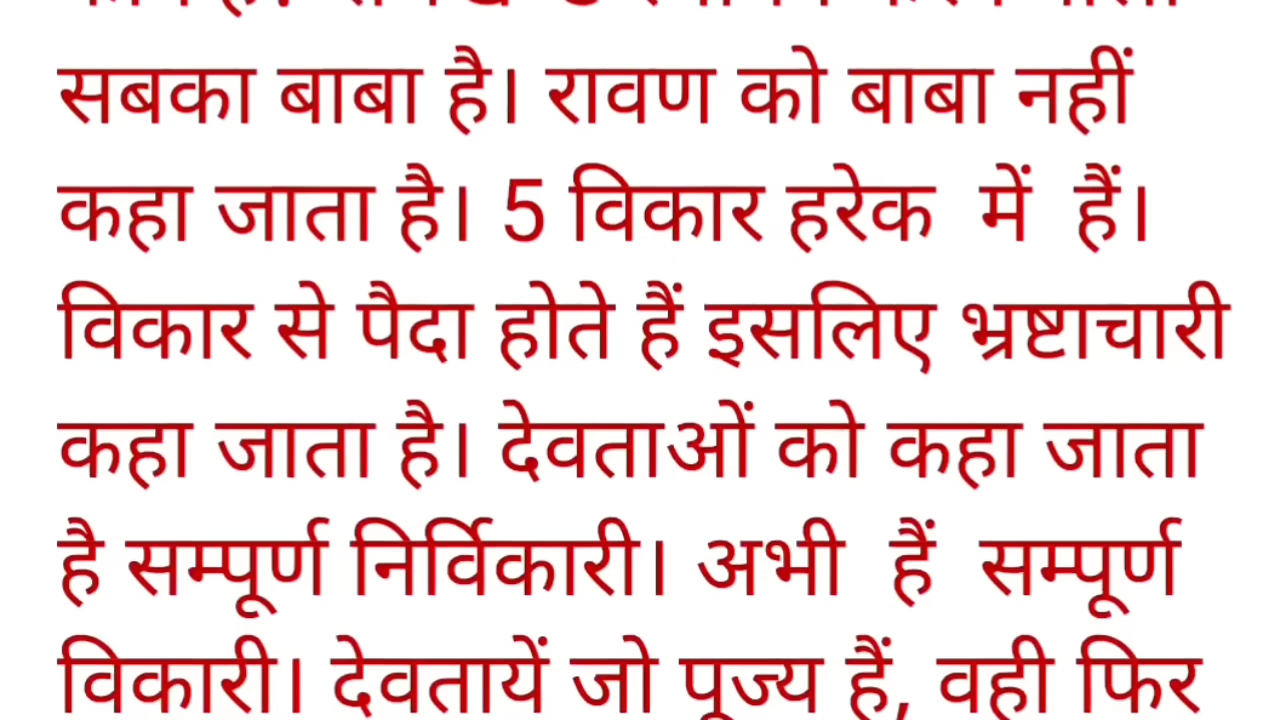 सबका बाबा है। रावण को बाबा नहीं
कहा जाता है। 5 विकार हरेक में हैं।
विकार से पैदा होते हैं इसलिए भ्रष्टाचारी
कहा जाता है। देवताओं को कहा जाता
है सम्पूर्ण निर्विकारी। अभी हैं सम्पूर्ण
विकारी। देवतायें जो पूज्य हैं, वही फिर